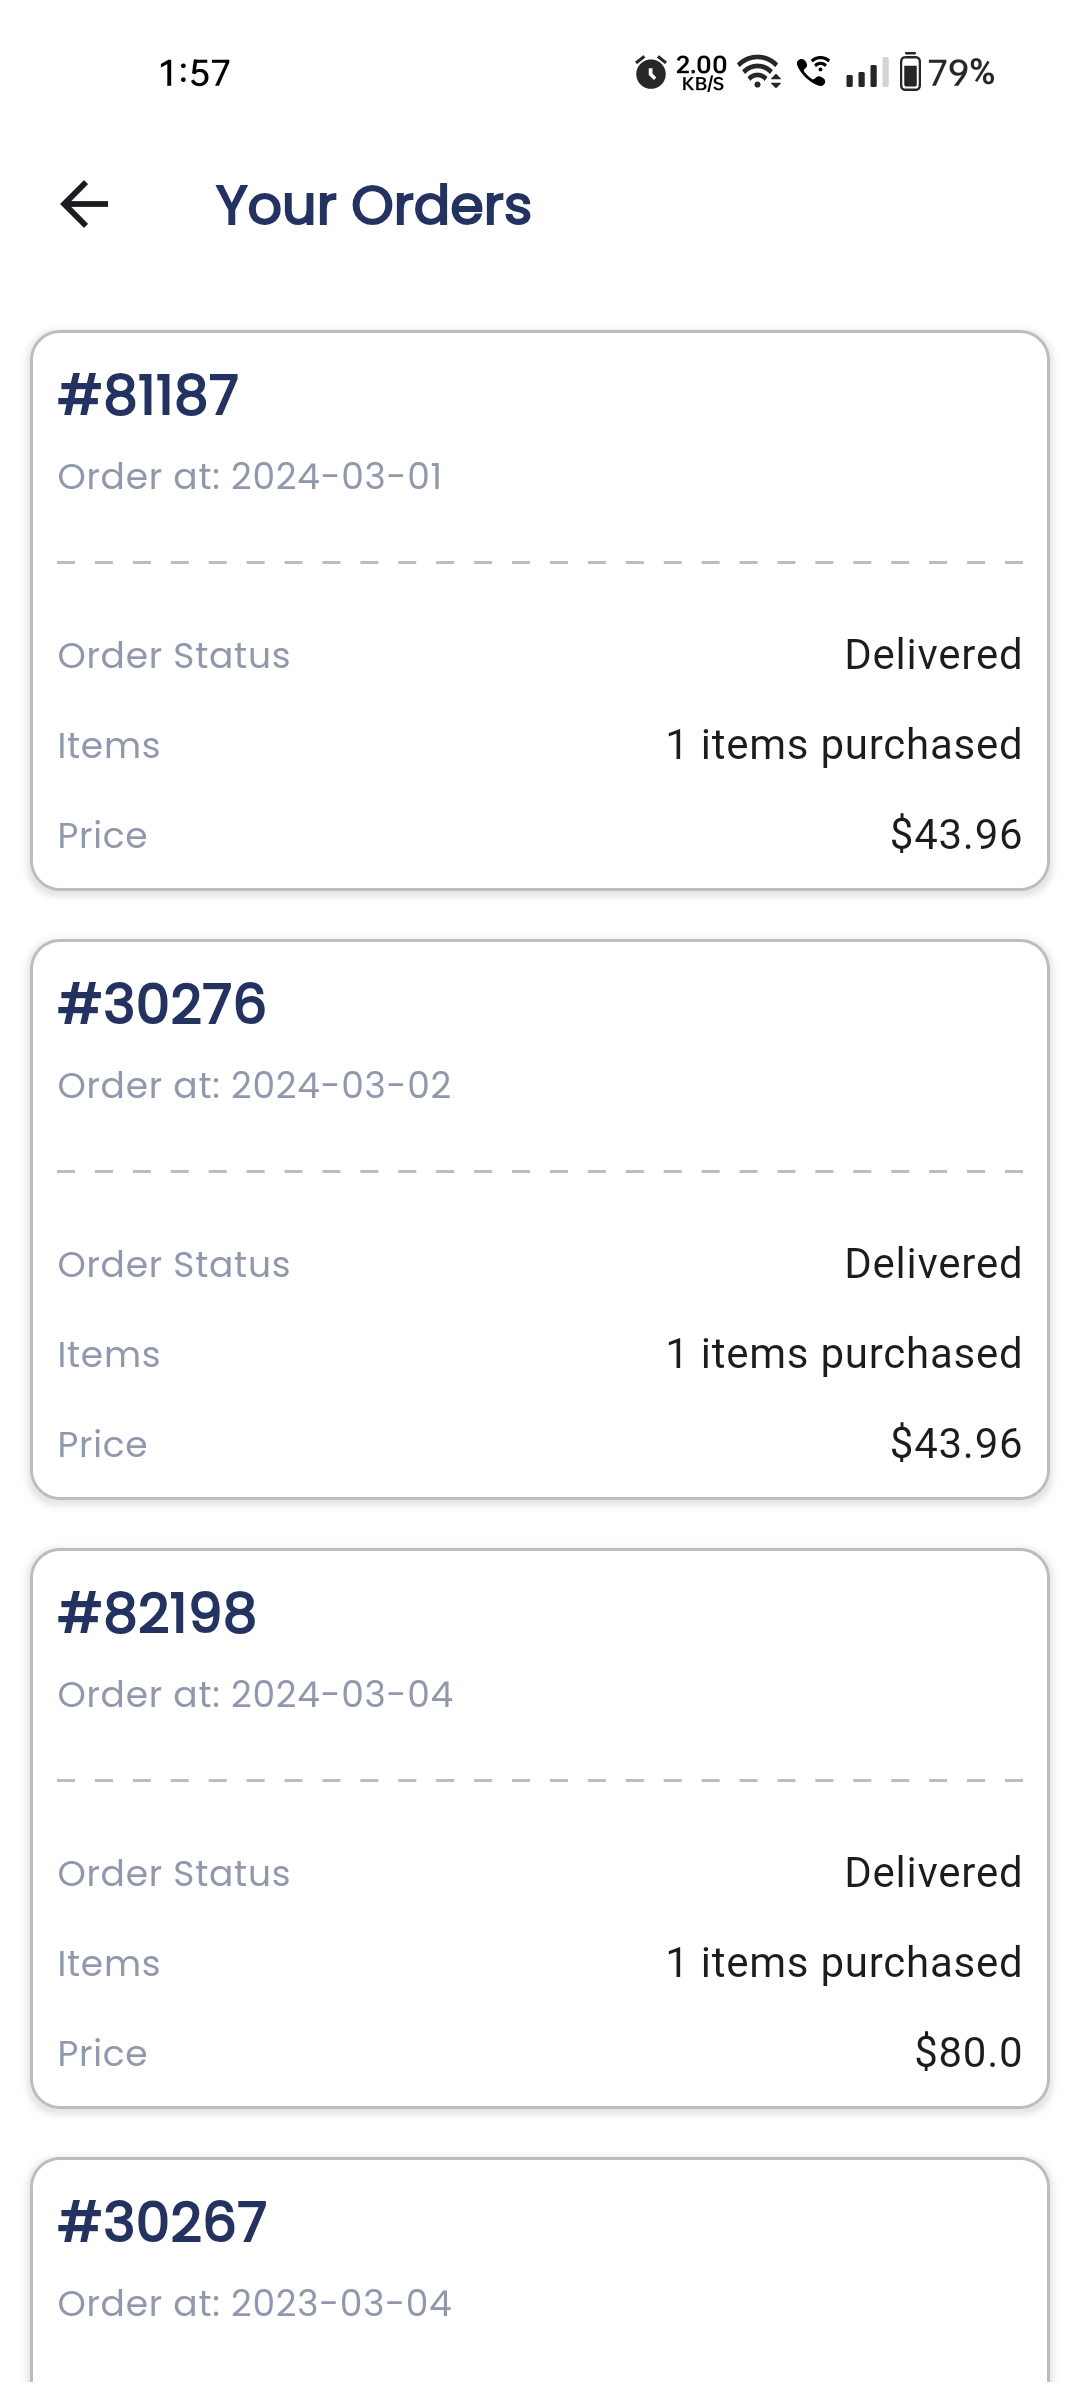 1:57
2.00
KB/S
79%
Your Orders
#81187
Order at: 2024-03-01
Order Status Delivered
Items 1 items purchased
Price $43.96
#30276
Order at: 2024-03-02
Order Status Delivered
Items 1 items purchased
Price $43.96
#82198
Order at: 2024-03-04
Order Status Delivered
Items 1 items purchased
Price $80.0
#30267
Order at: 2023-03-04